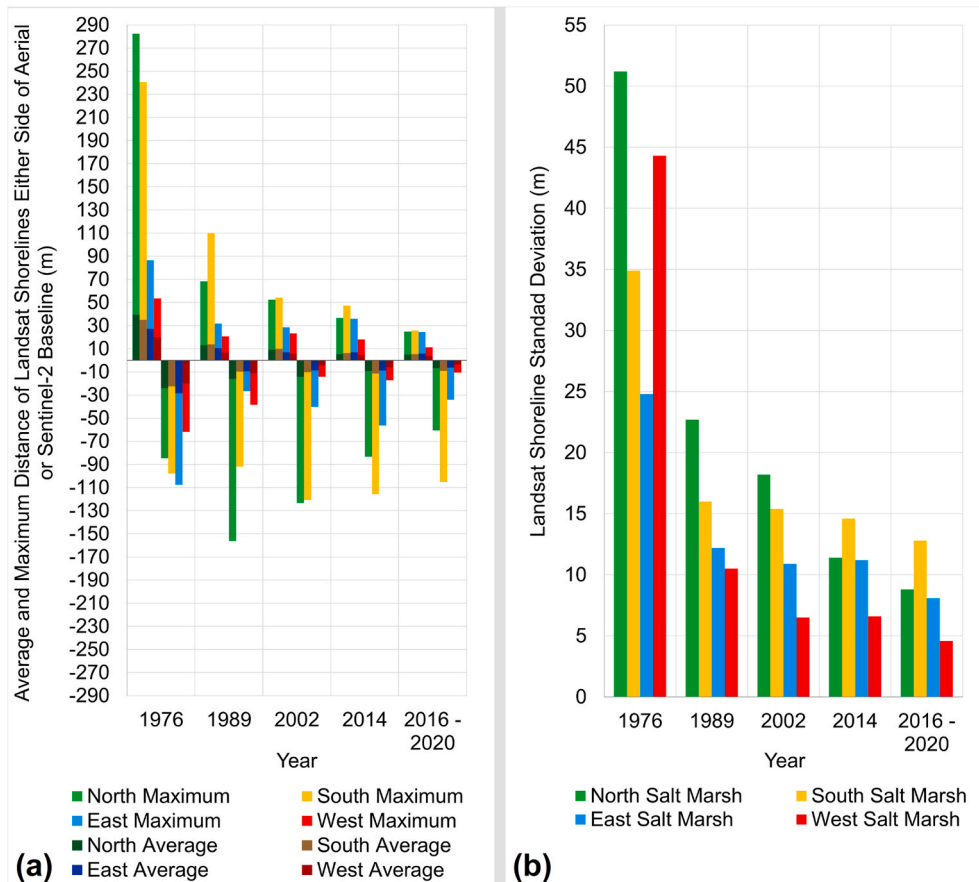 Average and Maximum Distance of Landsat Shorelines Either Side of Aerial
or Sentinel-2 Baseline (m)
290
270
250
230
210
190
170
150
130
110
90
70
50
30
10
-10
-30
-50
-70
-90
-110
-130
-150
-170
-190
-210
-230
-250
-270
-290
1976 1989 2002 2014 2016 -
2020
Year
North Maximum South Maximum
East Maximum West Maximum
North Average South Average
East Average West Average
(a)
Landsat Shoreline Standad Deviation (m)
50
45
40
35
30
25
20
15
10
5
0
1976 1989 2002 2014 2016 -
2020
Year
North Salt Marsh South Salt Marsh
East Salt Marsh West Salt Marsh
(b)